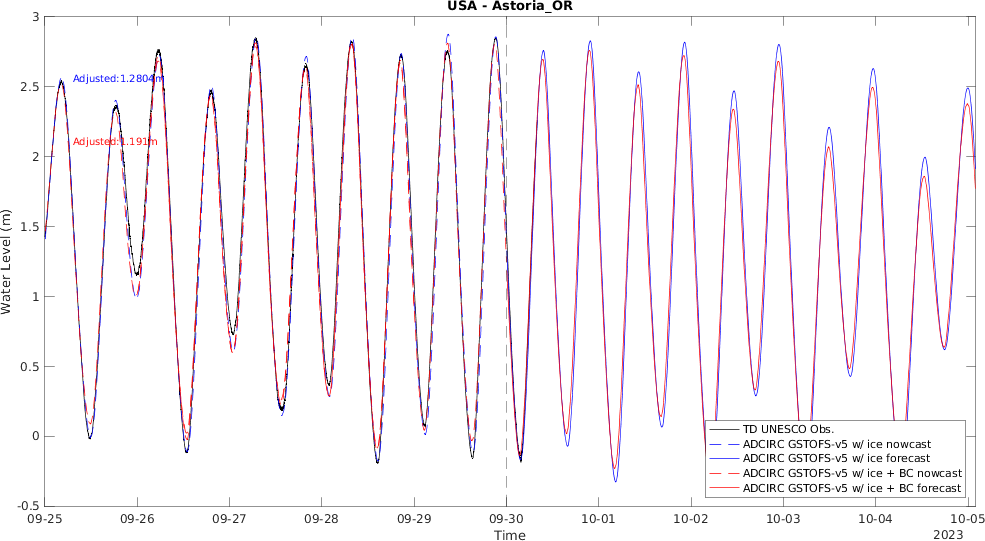 USA - Astoria_OR
3
2.5
2
1.5
1
0.5
0
-0.5
Water Level (m)
Adjusted:1.2804m
Adjusted:1.191m
TD UNESCO Obs.
ADCIRC GSTOFS-v5 w/ ice nowcast
ADCIRC GSTOFS-v5 w/ ice forecast
ADCIRC GSTOFS-v5 w/ ice + BC nowcast
ADCIRC GSTOFS-v5 w/ ice + BC forecast
09-25 09-26 09-27 09-28 09-29 09-30 10-01 10-02 10-03 10-04 10-05
Time
2023